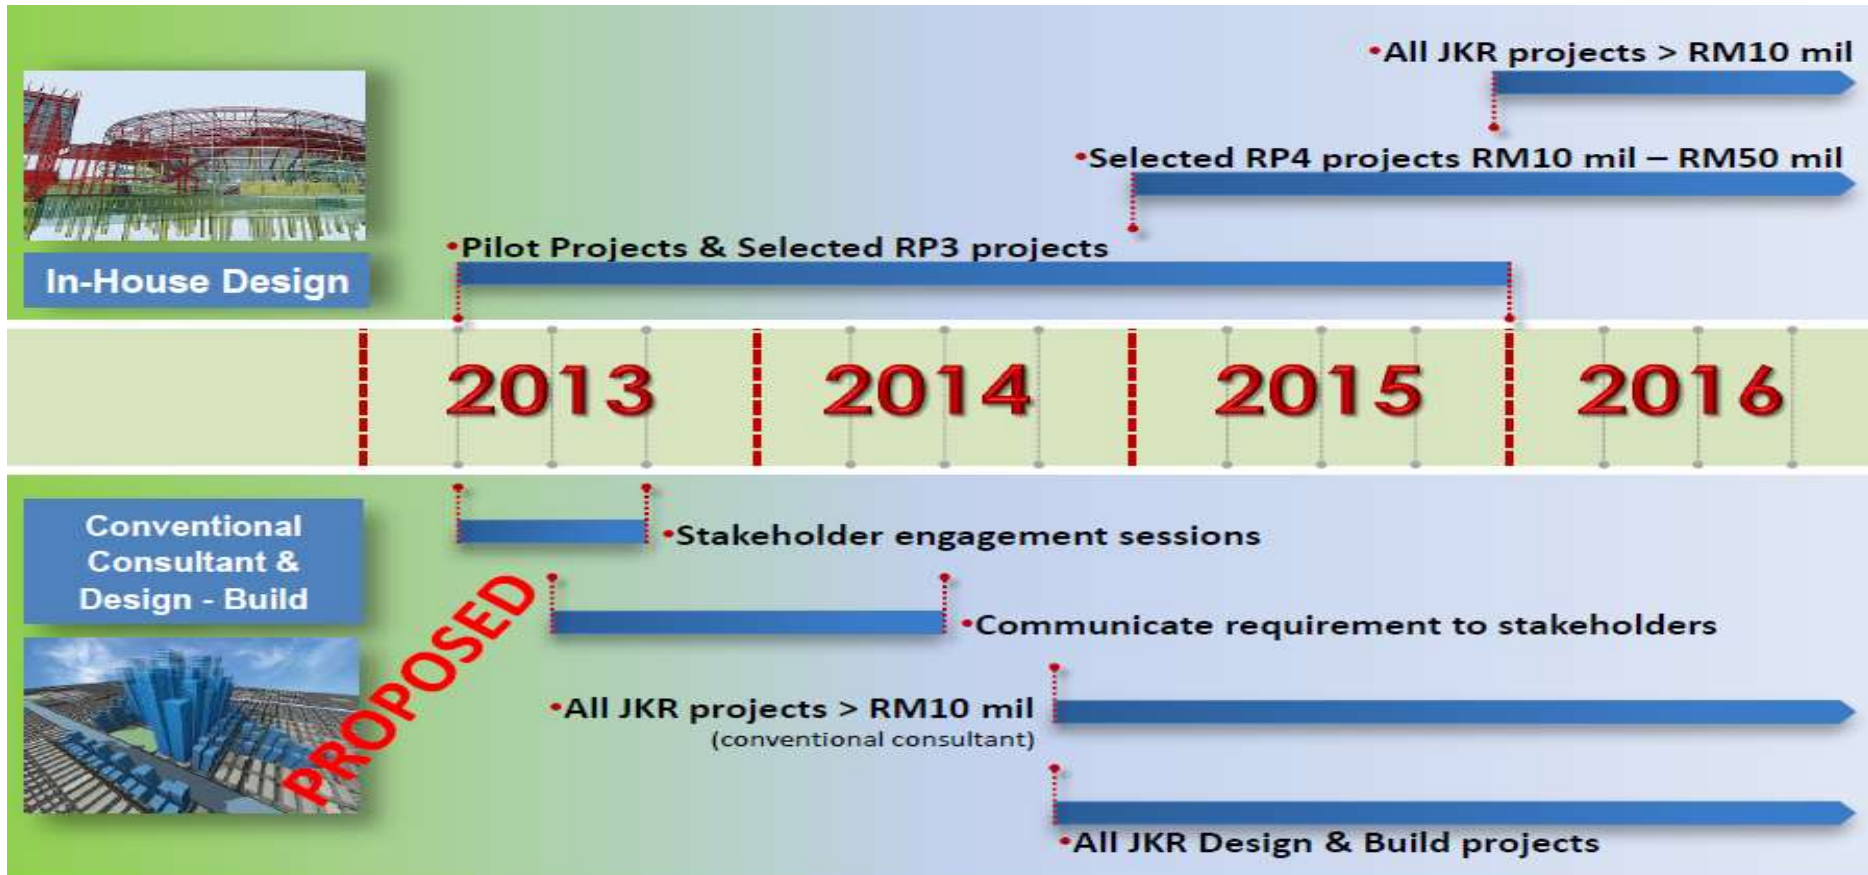 •All JKR projects > RM10 mil
•Selected RP4 projects RM10 mil – RM50 mil
•Pilot Projects & Selected RP3 projects
In-House Design
2013 2014 2015 2016
Conventional
Consultant &
Design - Build
•Stakeholder engagement sessions
PROPOSED
•Communicate requirement to stakeholders
•All JKR projects > RM10 mil
(conventional consultant)
•All JKR Design & Build projects